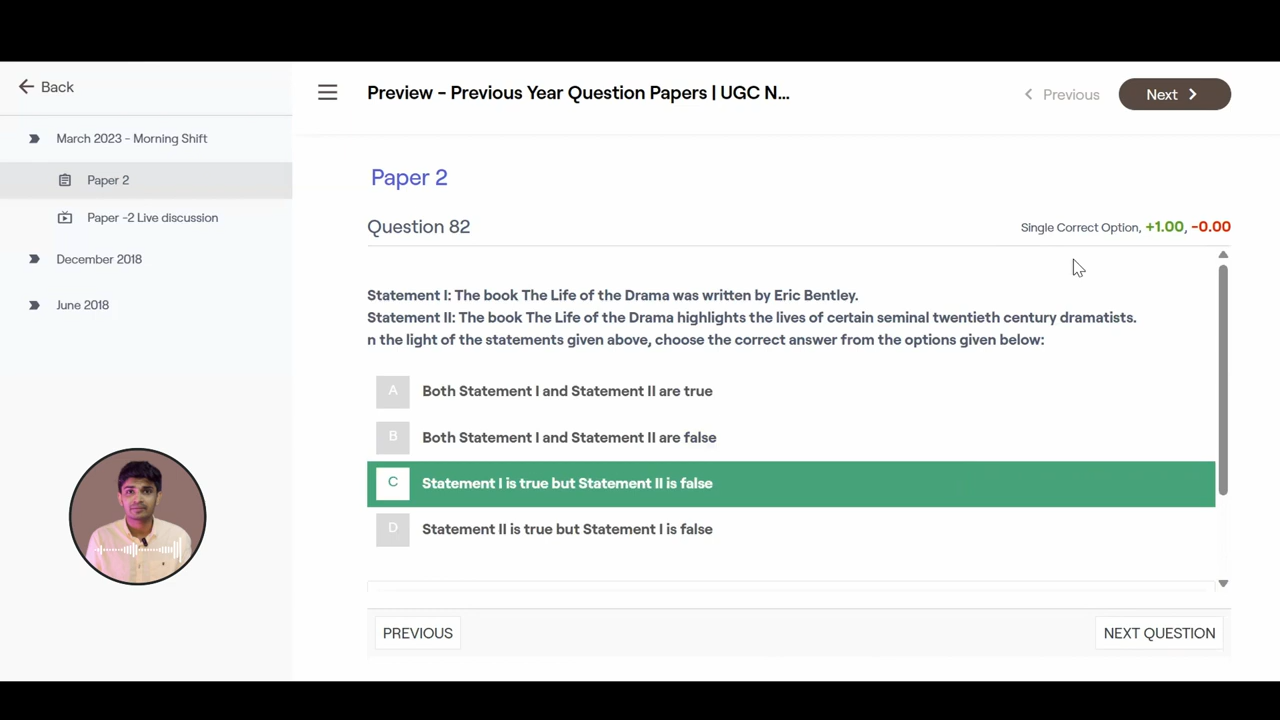 Back
Preview - Previous Year Question Papers | UGC N...
Previous
Next
March 2023 - Morning Shift
Paper 2
Paper -2 Live discussion
December 2018
June 2018
Paper 2
Question 82
Single Correct Option, +1.00, -0.00
Statement I: The book The Life of the Drama was written by Eric Bentley.
Statement II: The book The Life of the Drama highlights the lives of certain seminal twentieth century dramatists.
n the light of the statements given above, choose the correct answer from the options given below:
A Both Statement I and Statement II are true
B Both Statement I and Statement II are false
C Statement I is true but Statement II is false
D Statement II is true but Statement I is false
PREVIOUS
NEXT QUESTION